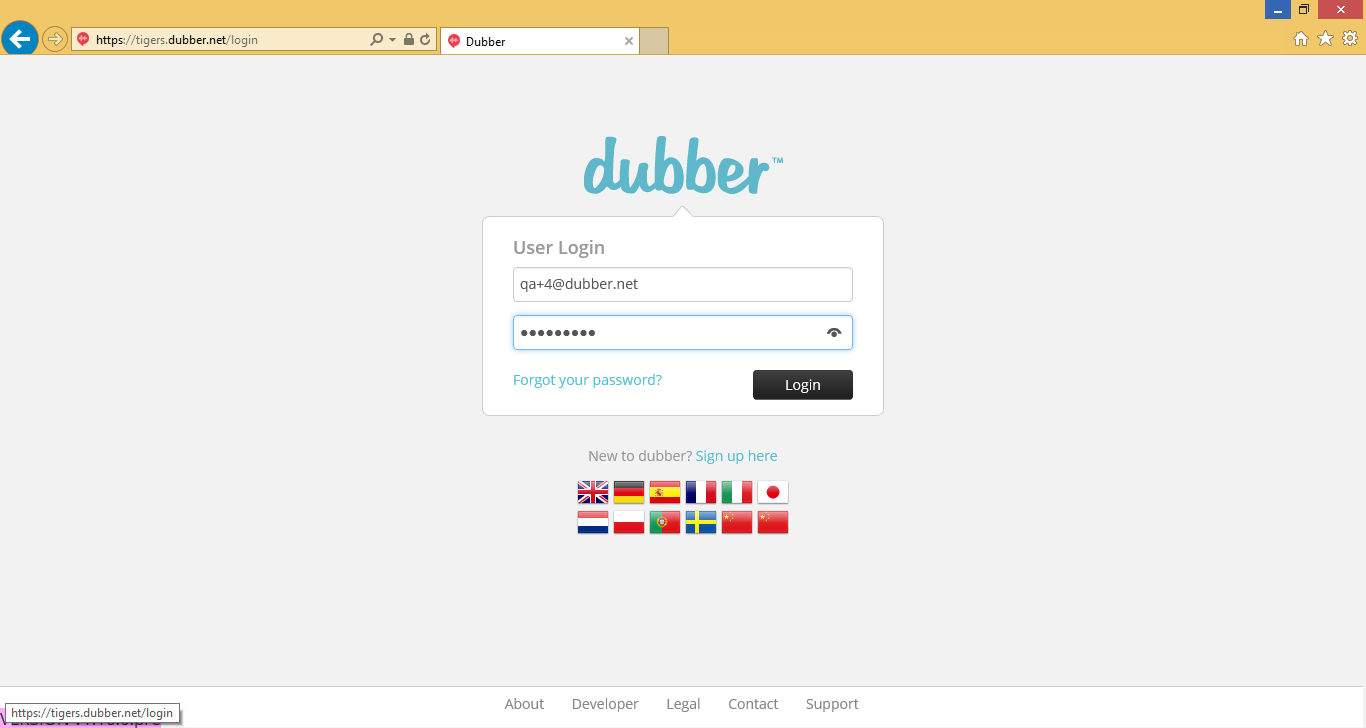 https://tigers.dubber.net/login
Dubber
dubber™
User Login
qa+4@dubber.net
Forgot your password?
Login
New to dubber? Sign up here
About Developer Legal Contact Support
https://tigers.dubber.net/login